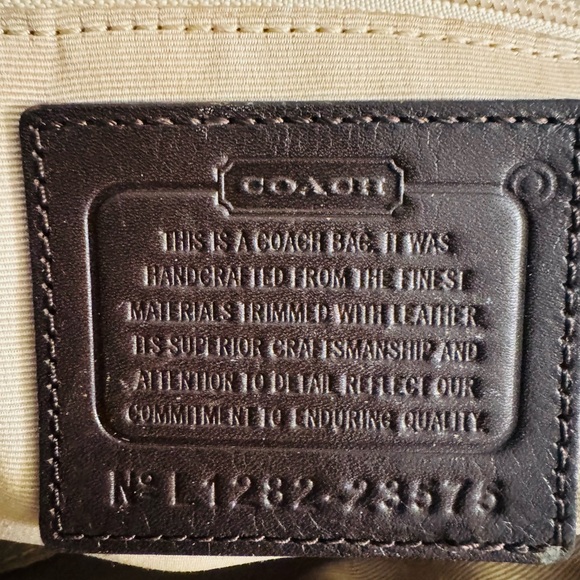 COACH
THIS IS A COACH BAG. IT WAS
HANDCRAFTED FROM THE FINEST
MATERIALS TRIMMED WITH LEATHER.
ITS SUPERIOR CRAFTSMANSHIP AND
ATTENTION TO DETAIL REFLECT OUR
COMMITMENT TO ENDURING QUALITY.
Nº L1282-23575